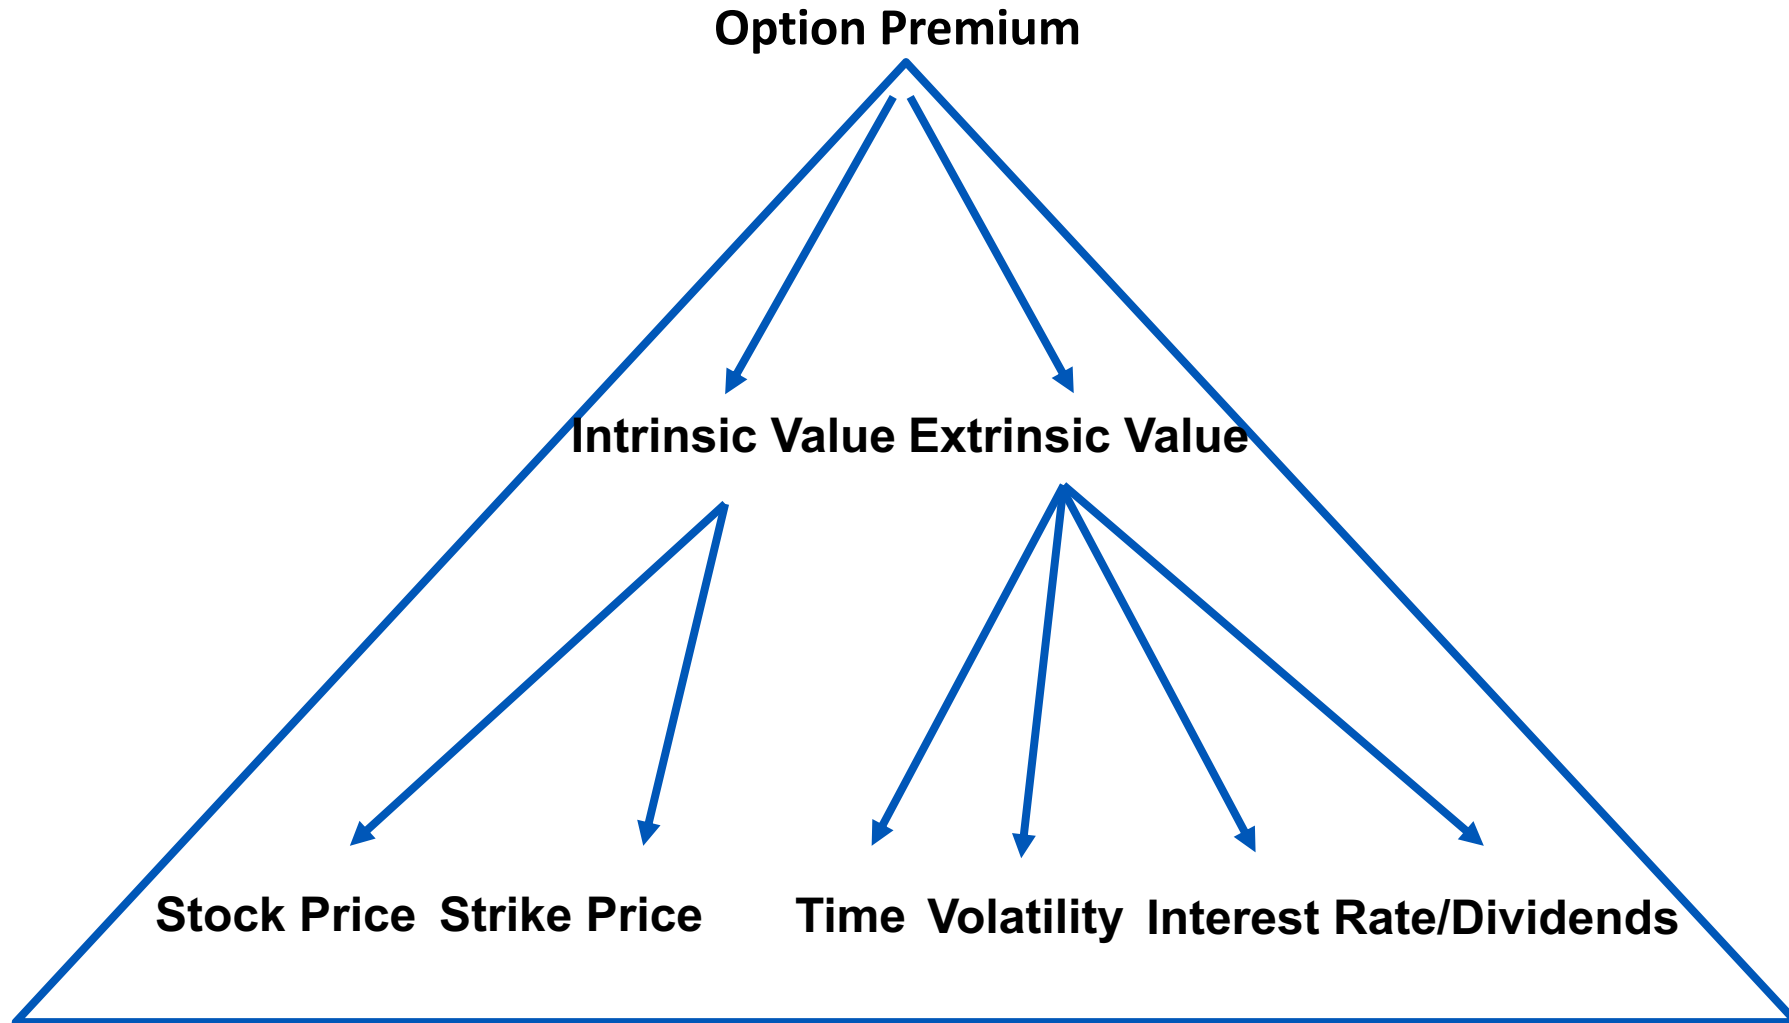 Option Premium
Intrinsic Value Extrinsic Value
Stock Price Strike Price Time Volatility Interest Rate/Dividends